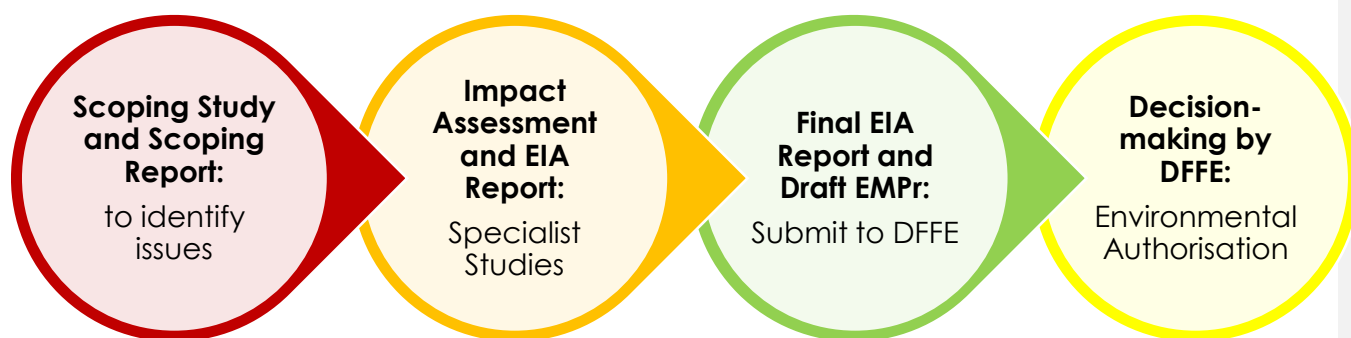 Scoping Study
and Scoping
Report:
to identify
issues
Impact
Assessment
and EIA
Report:
Specialist
Studies
Final EIA
Report and
Draft EMPr:
Submit to DFFE
Decision-
making by
DFFE:
Environmental
Authorisation